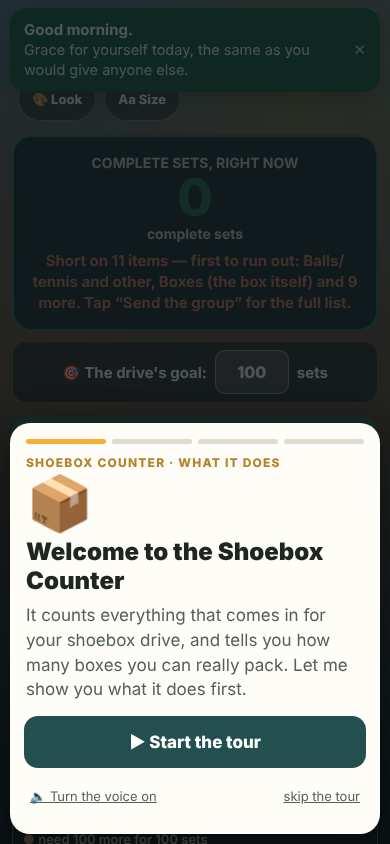 Good morning.
Grace for yourself today, the same as you
would give anyone else.
✕
🎨 Look
Aa Size
COMPLETE SETS, RIGHT NOW
0
complete sets
Short on 11 items — first to run out: Balls/
tennis and other, Boxes (the box itself) and 9
more. Tap “Send the group” for the full list.
🎯 The drive's goal: 100 sets
SHOEBOX COUNTER · WHAT IT DOES
Welcome to the Shoebox
Counter
It counts everything that comes in for
your shoebox drive, and tells you how
many boxes you can really pack. Let me
show you what it does first.
▶ Start the tour
🔈 Turn the voice on
skip the tour
need 100 more for 100 sets